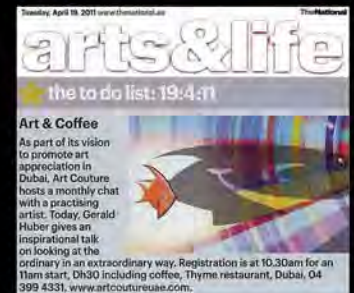 Tuesday, April 19, 2011 www.thenational.ae TheNational
arts&life
the to do list: 19:4:11
Art & Coffee
As part of its vision
to promote art
appreciation in
Dubai, Art Couture
hosts a monthly chat
with a practising
artist. Today, Gerald
Huber gives an
inspirational talk
on looking at the
ordinary in an extraordinary way. Registration is at 10.30am for an
11am start, Dh30 including coffee, Thyme restaurant, Dubai, 04
399 4331, www.artcoutureuae.com.